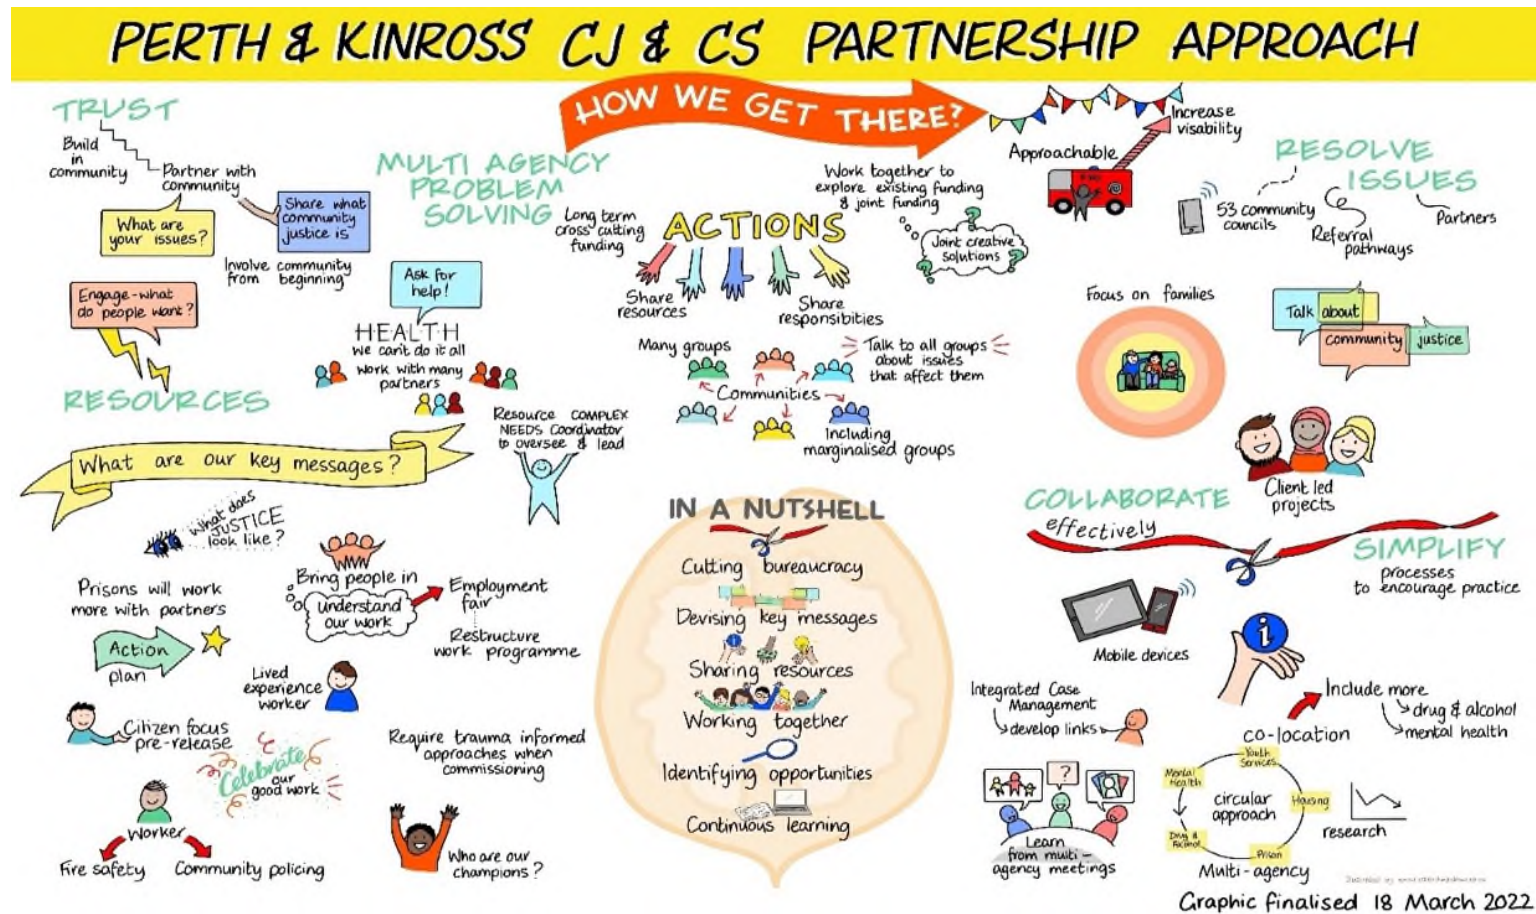 PERTH & KINROSS CJ & CS PARTNERSHIP APPROACH
HOW WE GET THERE?
TRUST
Build
in
community
Partner with
community
What are
your issues?
Share what
community
justice is
Involve community
from beginning
Engage - what
do people want?
RESOURCES
MULTI AGENCY
PROBLEM
SOLVING
Ask for
help!
HEALTH
We can't do it all
Work with many
partners
Resource COMPLEX
NEEDS Coordinator
to oversee & lead
Long term
cross cutting
funding
ACTIONS
Share
resources
Share
responsibities
Work together to
explore existing funding
& joint funding
Joint creative
solutions
Many groups
Communities
Talk to all groups
about issues
that affect them
Including
marginalised groups
Approachable
Increase
visability
RESOLVE
ISSUES
53 community
councils
Referral
pathways
Partners
Focus on families
Talk about
community justice
Client led
projects
What are our key messages?
What does
JUSTICE
look like?
Prisons will work
more with partners
Action
plan
Bring people in
understand
our work
Employment
fair
Restructure
work programme
Lived
experience
worker
Citizen focus
pre-release
Celebrate
our
good work
Worker
Fire safety
Community policing
Require trauma informed
approaches when
commissioning
Who are our
champions?
IN A NUTSHELL
Cutting bureaucracy
Devising key messages
Sharing resources
Working together
Identifying opportunities
Continuous learning
COLLABORATE
effectively
SIMPLIFY
processes
to encourage practice
Mobile devices
i
Integrated Case
Management
develop links
?
Learn
from multi-
agency meetings
Include more
drug & alcohol
mental health
co-location
Youth
Services
Mental
Health
circular
approach
Housing
Drug &
Alcohol
Prison
Multi-agency
research
Graphic finalised 18 March 2022